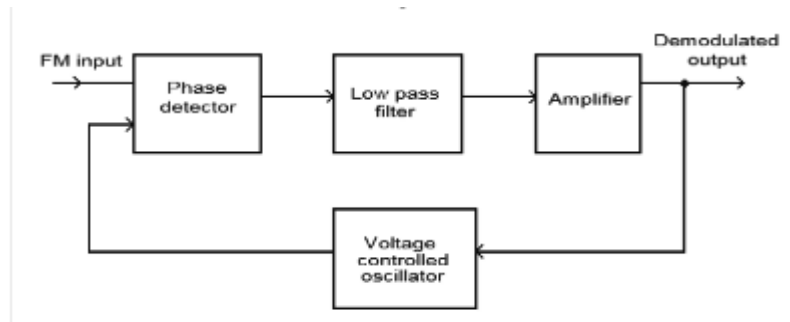 Demodulated
output
FM input
Phase
detector
Low pass
filter
Amplifier
Voltage
controlled
oscillator